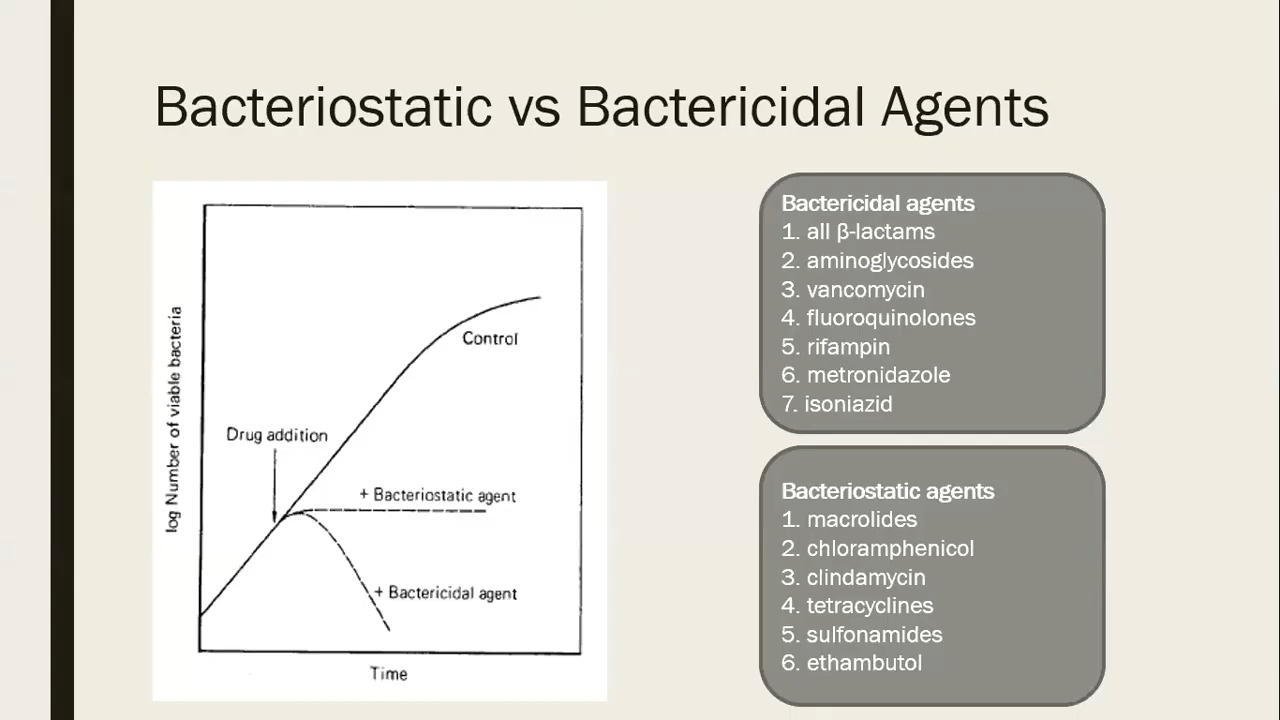 Bacteriostatic vs Bactericidal Agents
log Number of viable bacteria
Control
Drug addition
+ Bacteriostatic agent
+ Bactericidal agent
Time
Bactericidal agents
1. all β-lactams
2. aminoglycosides
3. vancomycin
4. fluoroquinolones
5. rifampin
6. metronidazole
7. isoniazid
Bacteriostatic agents
1. macrolides
2. chloramphenicol
3. clindamycin
4. tetracyclines
5. sulfonamides
6. ethambutol